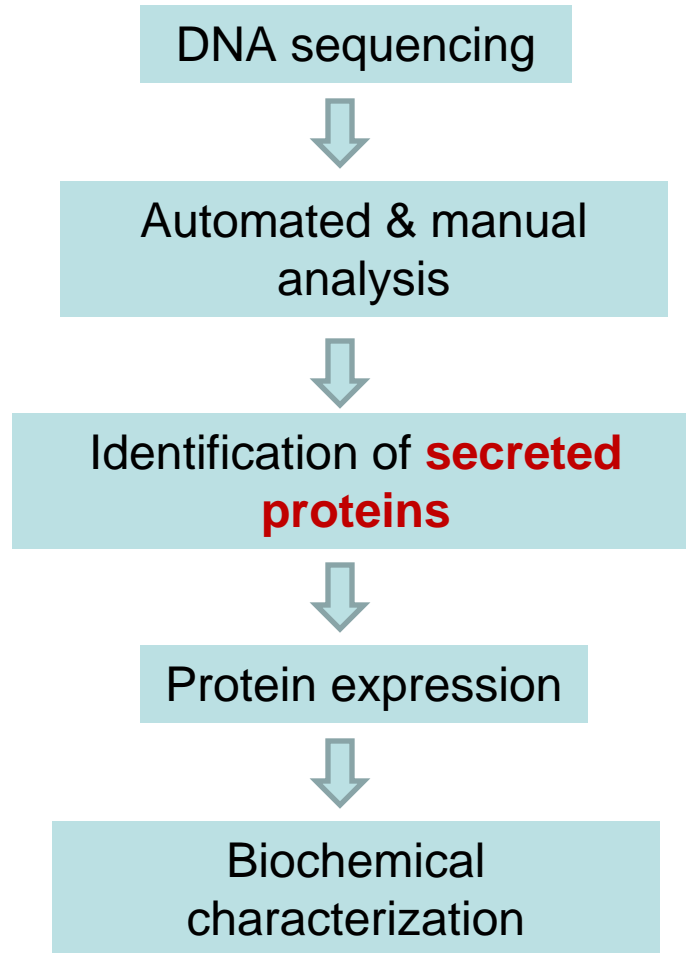 DNA sequencing
Automated & manual
analysis
Identification of secreted
proteins
Protein expression
Biochemical
characterization